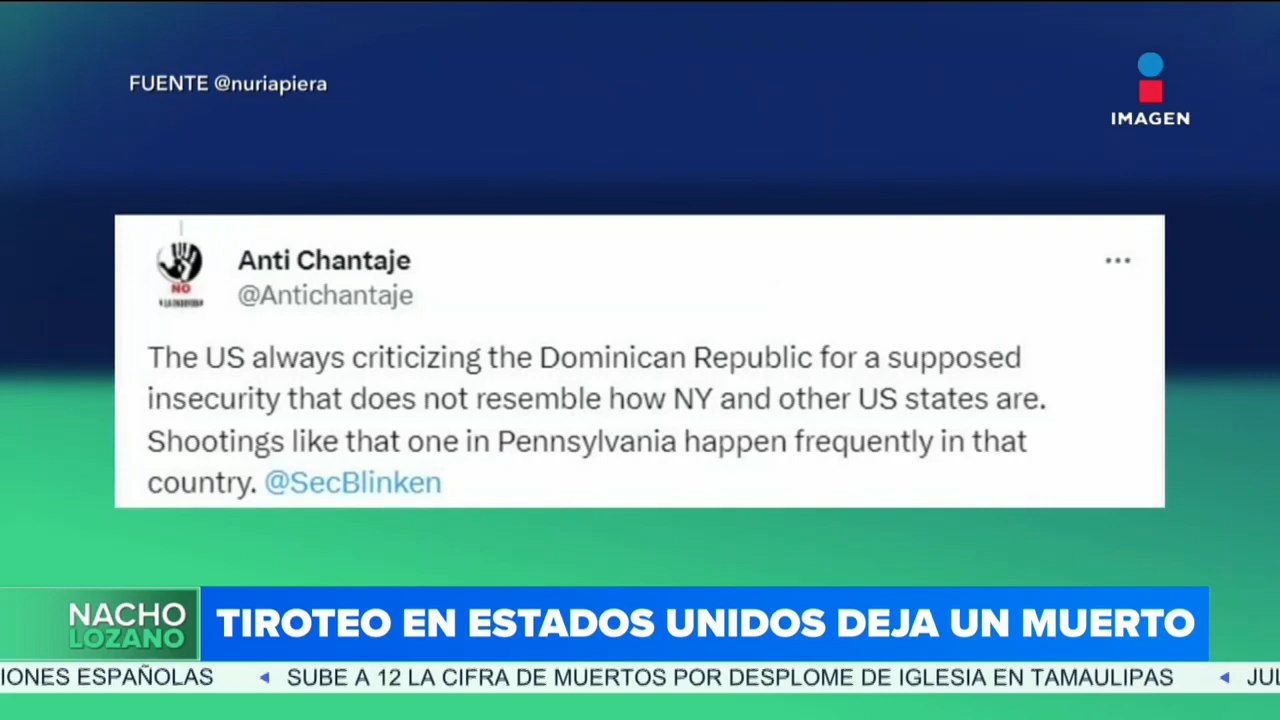 FUENTE @nuriapiera
IMAGEN
Anti Chantaje
NO
@Antichantaje
The US always criticizing the Dominican Republic for a supposed
insecurity that does not resemble how NY and other US states are.
Shootings like that one in Pennsylvania happen frequently in that
country. @SecBlinken
NACHO
LOZANO
TIROTEO EN ESTADOS UNIDOS DEJA UN MUERTO
IONES ESPAÑOLAS SUBE A 12 LA CIFRA DE MUERTOS POR DESPLOME DE IGLESIA EN TAMAULIPAS JUL